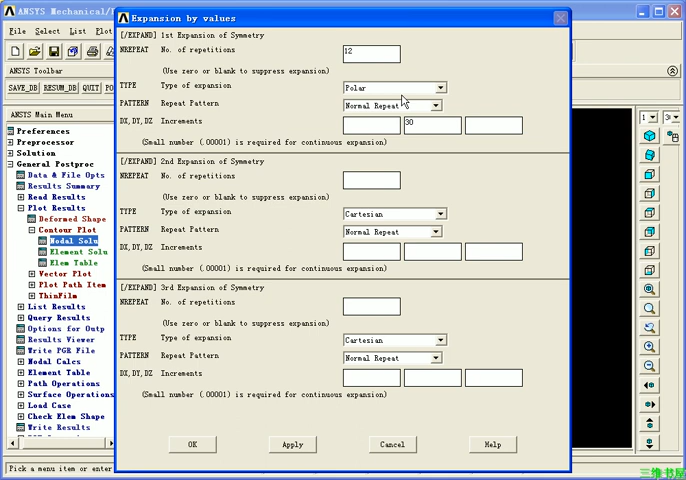 ANSYS Mechanical/
Expansion by values
File Select List Plot
ANSYS Toolbar
SAVE_DB RESUM_DB QUIT
ANSYS Main Menu
Preferences
Preprocessor
Solution
General Postproc
Data & File Opts
Results Summary
Read Results
Plot Results
Deformed Shape
Contour Plot
Nodal Solu
Element Solu
Elem Table
Vector Plot
Plot Path Item
ThinFilm
List Results
Query Results
Options for Outp
Results Viewer
Write PGR File
Nodal Calcs
Element Table
Path Operations
Surface Operations
Load Case
Check Elem Shape
Write Results
Pick a menu item or enter
[/EXPAND] 1st Expansion of Symmetry
NREPEAT No. of repetitions 12
(Use zero or blank to suppress expansion)
TYPE Type of expansion Polar
PATTERN Repeat Pattern Normal Repeat
DX,DY,DZ Increments 30
(Small number (.00001) is required for continuous expansion)
[/EXPAND] 2nd Expansion of Symmetry
NREPEAT No. of repetitions
(Use zero or blank to suppress expansion)
TYPE Type of expansion Cartesian
PATTERN Repeat Pattern Normal Repeat
DX,DY,DZ Increments
(Small number (.00001) is required for continuous expansion)
[/EXPAND] 3rd Expansion of Symmetry
NREPEAT No. of repetitions
(Use zero or blank to suppress expansion)
TYPE Type of expansion Cartesian
PATTERN Repeat Pattern Normal Repeat
DX,DY,DZ Increments
(Small number (.00001) is required for continuous expansion)
OK Apply Cancel Help
1
三维书屋